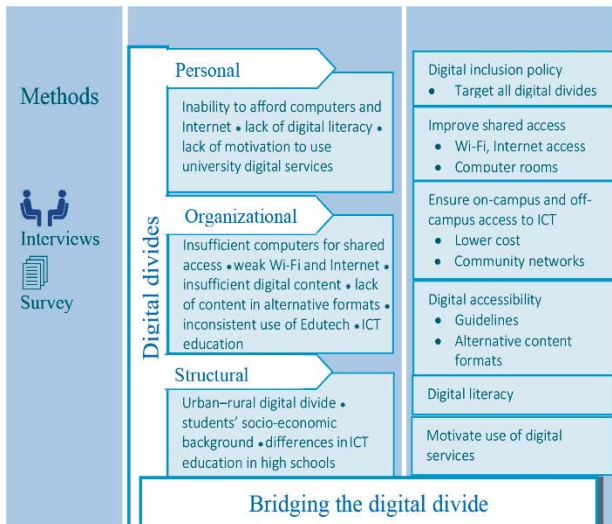 Methods
Interviews
Survey
Digital divides
Personal
Inability to afford computers and
Internet • lack of digital literacy •
lack of motivation to use
university digital services
Organizational
Insufficient computers for shared
access • weak Wi-Fi and Internet •
insufficient digital content • lack
of content in alternative formats •
inconsistent use of Edutech • ICT
education
Structural
Urban–rural digital divide •
students' socio-economic
background • differences in ICT
education in high schools
Digital inclusion policy
• Target all digital divides
Improve shared access
• Wi-Fi, Internet access
• Computer rooms
Ensure on-campus and off-
campus access to ICT
• Lower cost
• Community networks
Digital accessibility
• Guidelines
• Alternative content
formats
Digital literacy
Motivate use of digital
services
Bridging the digital divide